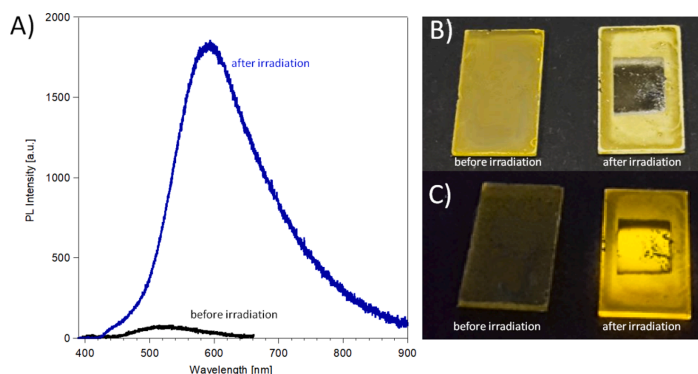 A)
2000
1500
1000
500
0
PL Intensity [a.u.]
after irradiation
before irradiation
400
500
600
700
800
900
Wavelength [nm]
B)
before irradiation
after irradiation
C)
before irradiation
after irradiation